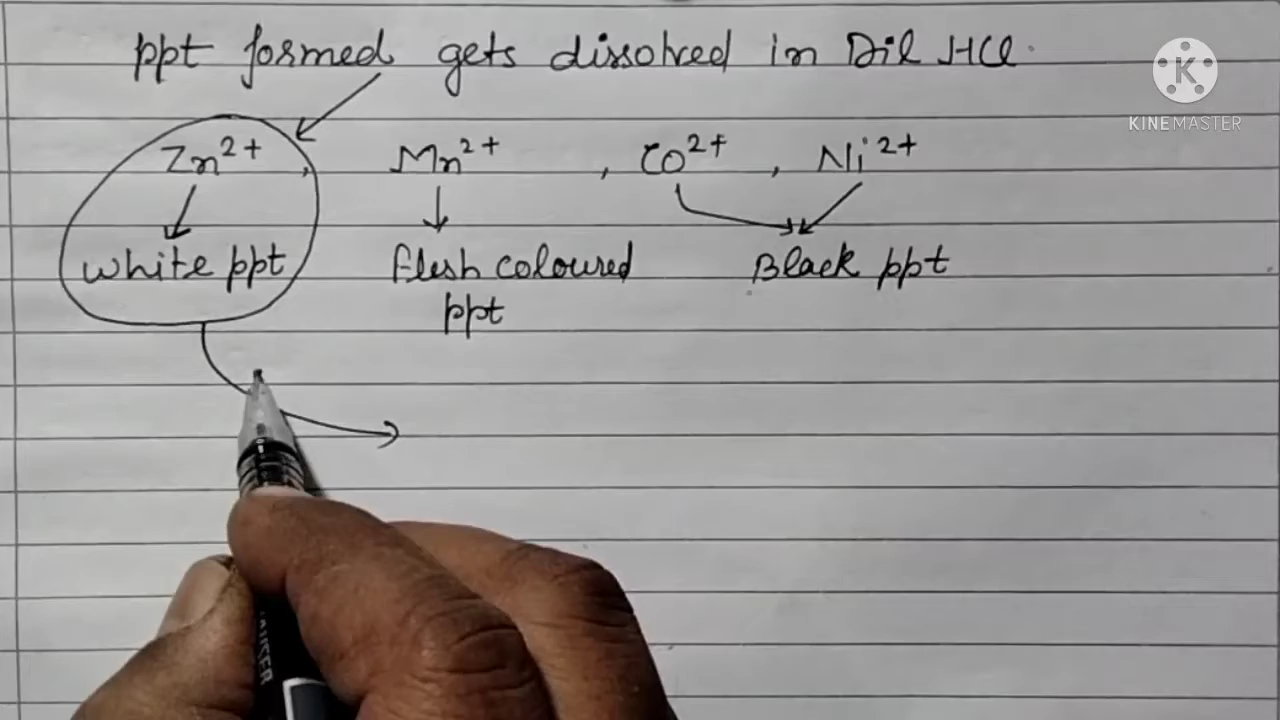 ppt formed gets dissolved in Dil HCl.
K
KINEMASTER
Zn²⁺, Mn²⁺, Co²⁺, Ni²⁺
white ppt flesh coloured Black ppt
ppt